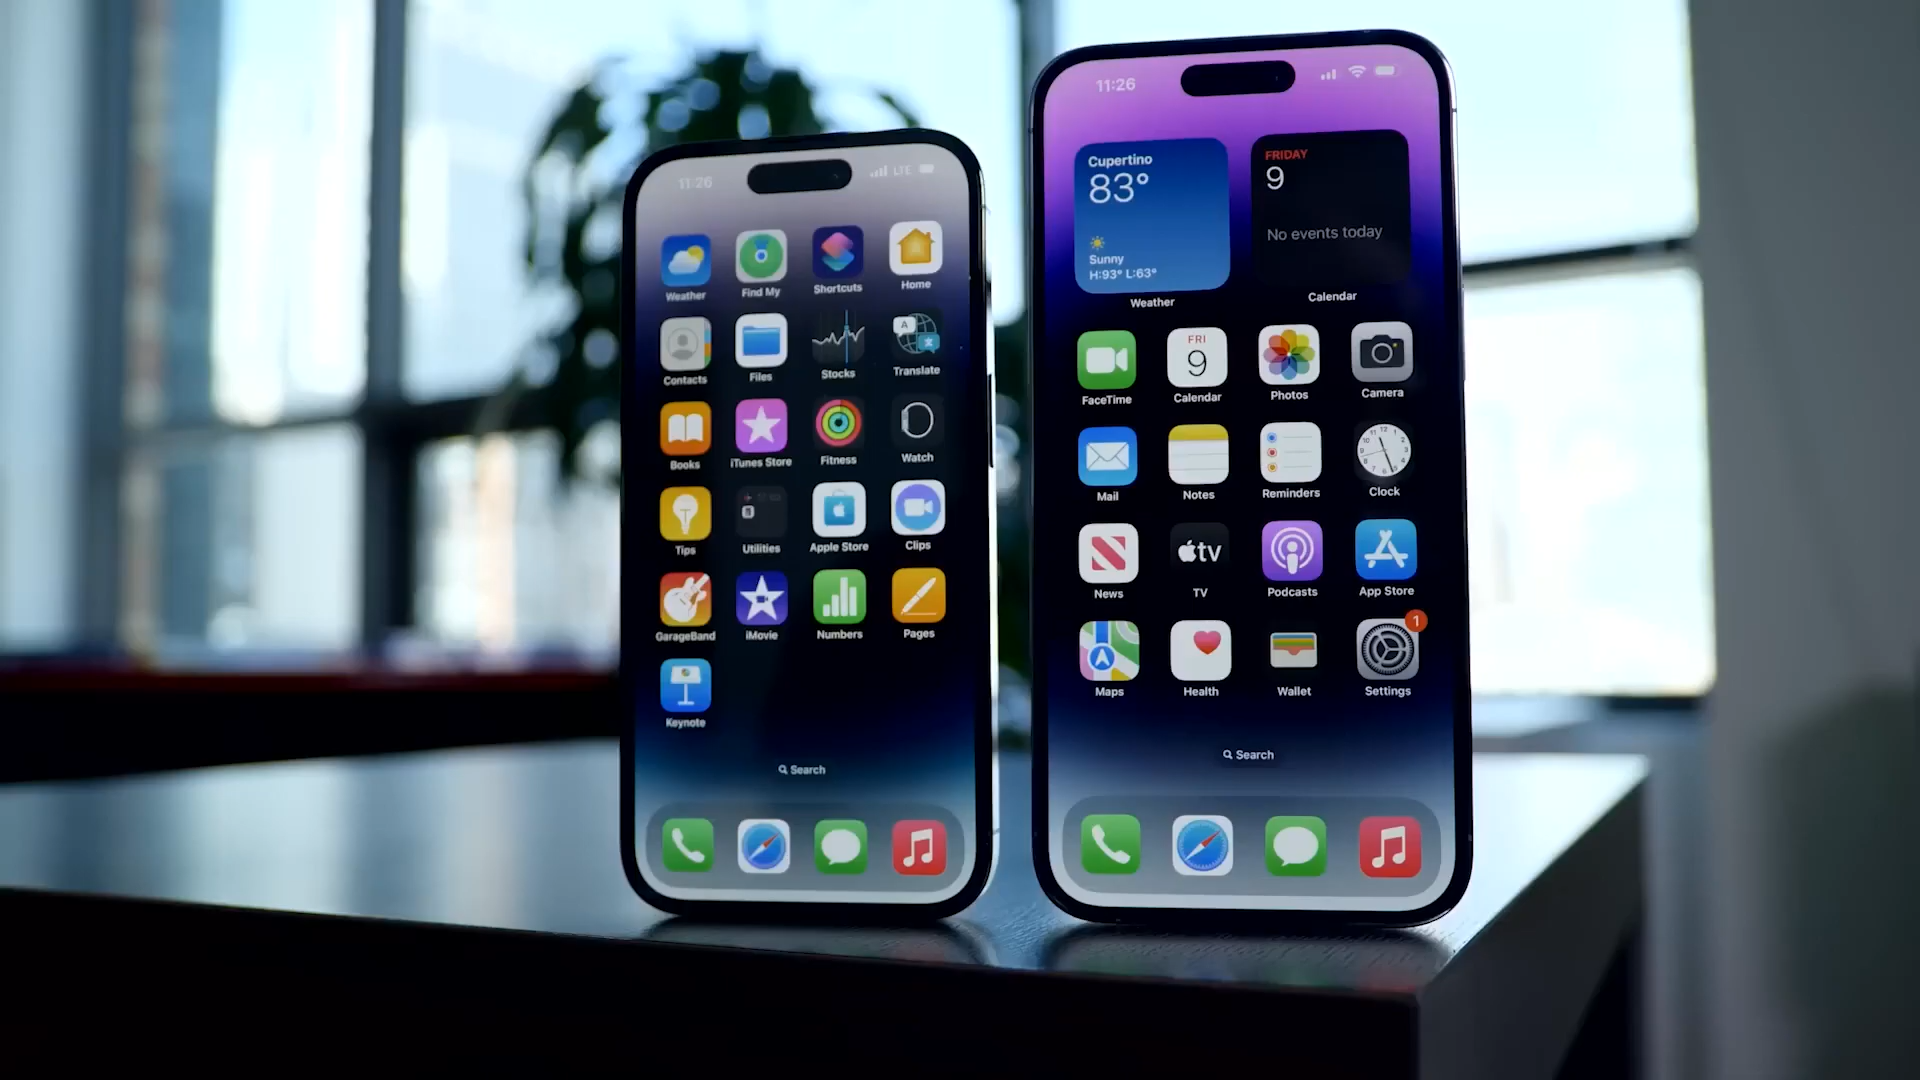 11:26
LTE
Weather
Find My
Shortcuts
Home
Contacts
Files
Stocks
A
Translate
Books
iTunes Store
Fitness
Watch
Tips
Utilities
Apple Store
Clips
GarageBand
iMovie
Numbers
Pages
Keynote
Search
11:26
Cupertino
83°
Sunny
H:93° L:63°
Weather
FRIDAY
9
No events today
Calendar
FaceTime
FRI
9
Calendar
Photos
Camera
Mail
Notes
Reminders
Clock
News
tv
TV
Podcasts
App Store
Maps
Health
Wallet
1
Settings
Search